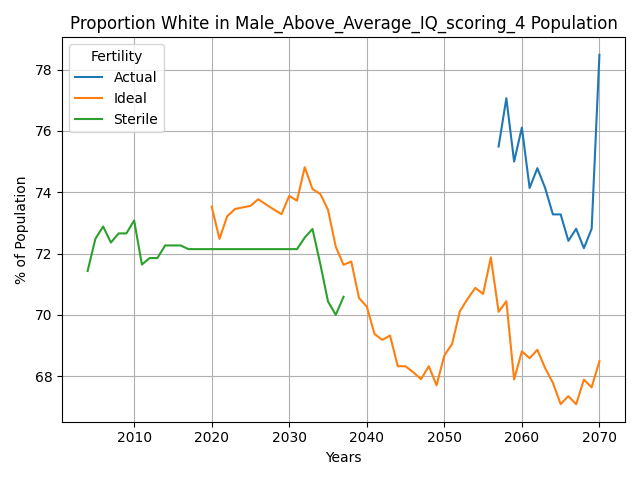 Proportion White in Male_Above_Average_IQ_scoring_4 Population
Fertility
Actual
Ideal
Sterile
% of Population
78
76
74
72
70
68
2010
2020
2030
2040
2050
2060
2070
Years